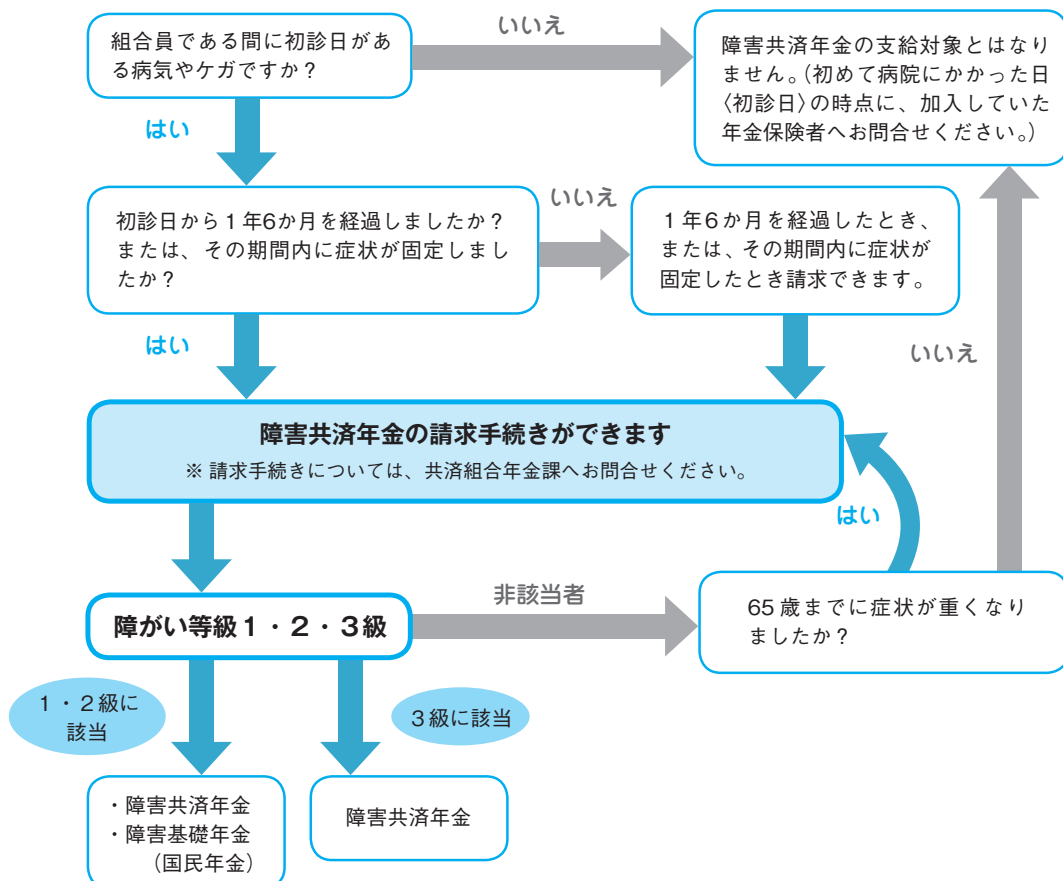 組合員である間に初診日があ
る病気やケガですか？
いいえ
障害共済年金の支給対象とはなり
ません。（初めて病院にかかった日
〈初診日〉の時点に、加入していた
年金保険者へお問合せください。）
はい
初診日から１年6か月を経過しましたか？
または、その期間内に症状が固定しまし
たか？
いいえ
１年6か月を経過したとき、
または、その期間内に症状が
固定したとき請求できます。
はい
いいえ
障害共済年金の請求手続きができます
※ 請求手続きについては、共済組合年金課へお問合せください。
はい
障がい等級１・２・３級
非該当者
65歳までに症状が重くなり
ましたか？
１・２級に
該当
３級に該当
・障害共済年金
・障害基礎年金
（国民年金）
障害共済年金